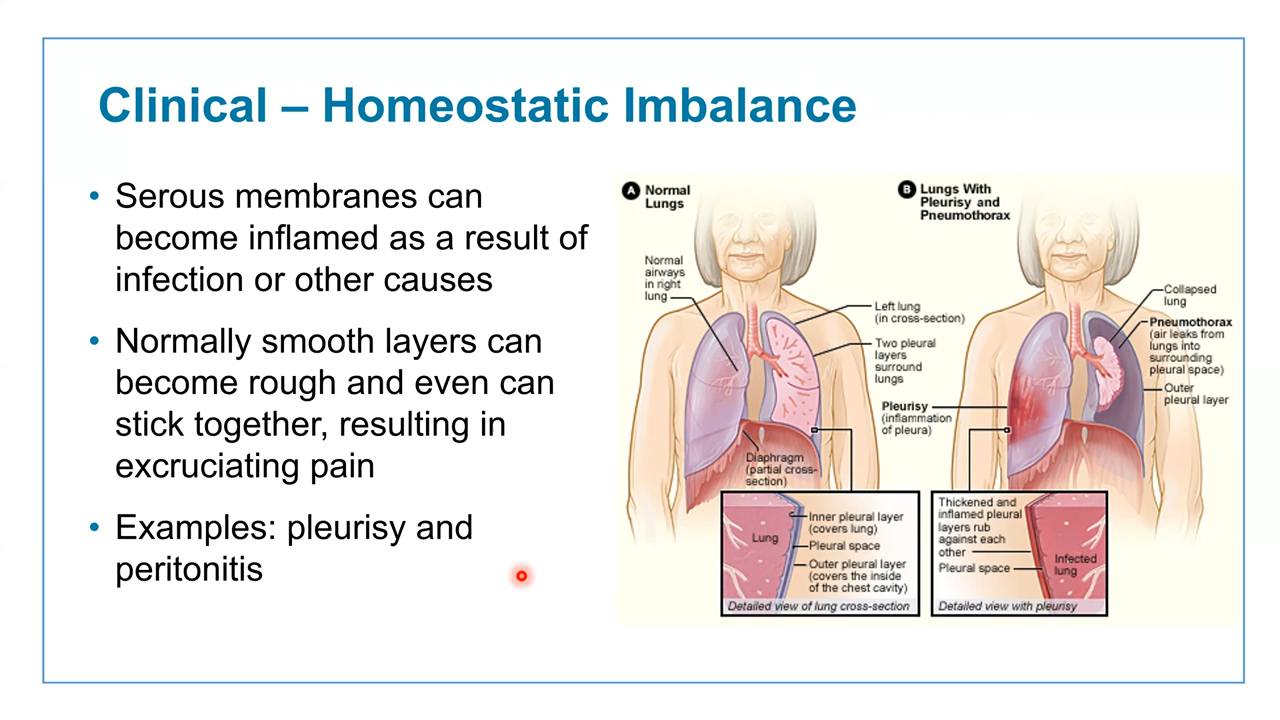 Clinical – Homeostatic Imbalance
• Serous membranes can
become inflamed as a result of
infection or other causes
• Normally smooth layers can
become rough and even can
stick together, resulting in
excruciating pain
• Examples: pleurisy and
peritonitis
A Normal
Lungs
Normal
airways
in right
lung
Left lung
(in cross-section)
Two pleural
layers
surround
lungs
Diaphragm
(partial cross-
section)
Lung
Inner pleural layer
(covers lung)
Pleural space
Outer pleural layer
(covers the inside
of the chest cavity)
Detailed view of lung cross-section
B Lungs With
Pleurisy and
Pneumothorax
Collapsed
lung
Pneumothorax
(air leaks from
lungs into
surrounding
pleural space)
Outer
pleural layer
Pleurisy
(inflammation
of pleura)
Thickened and
inflamed pleural
layers rub
against each
other
Pleural space
Infected
lung
Detailed view with pleurisy